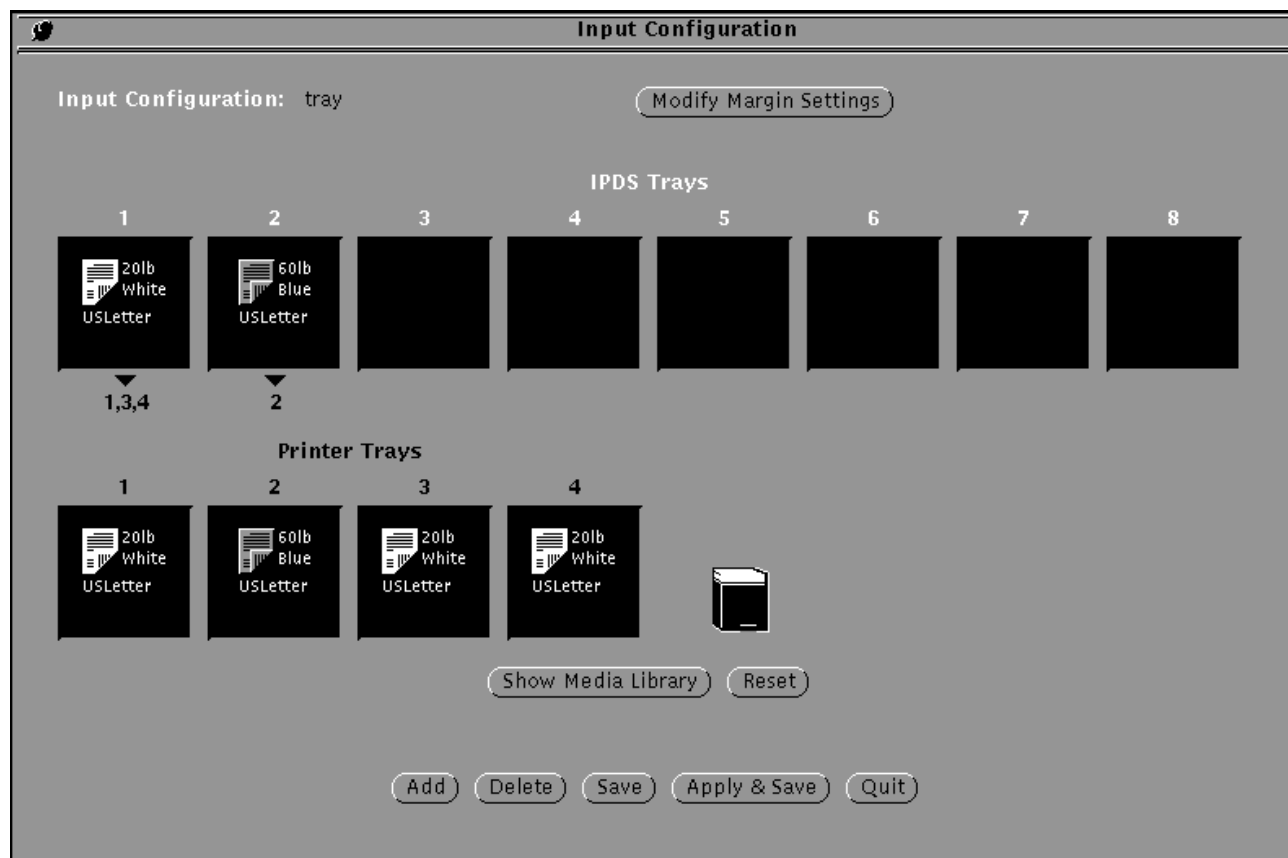 Input Configuration
Input Configuration: tray Modify Margin Settings
IPDS Trays
1 2 3 4 5 6 7 8
20lb 60lb
White Blue
USLetter USLetter
1,3,4 2
Printer Trays
1 2 3 4
20lb 60lb 20lb 20lb
White Blue White White
USLetter USLetter USLetter USLetter
Show Media Library Reset
Add Delete Save Apply & Save Quit